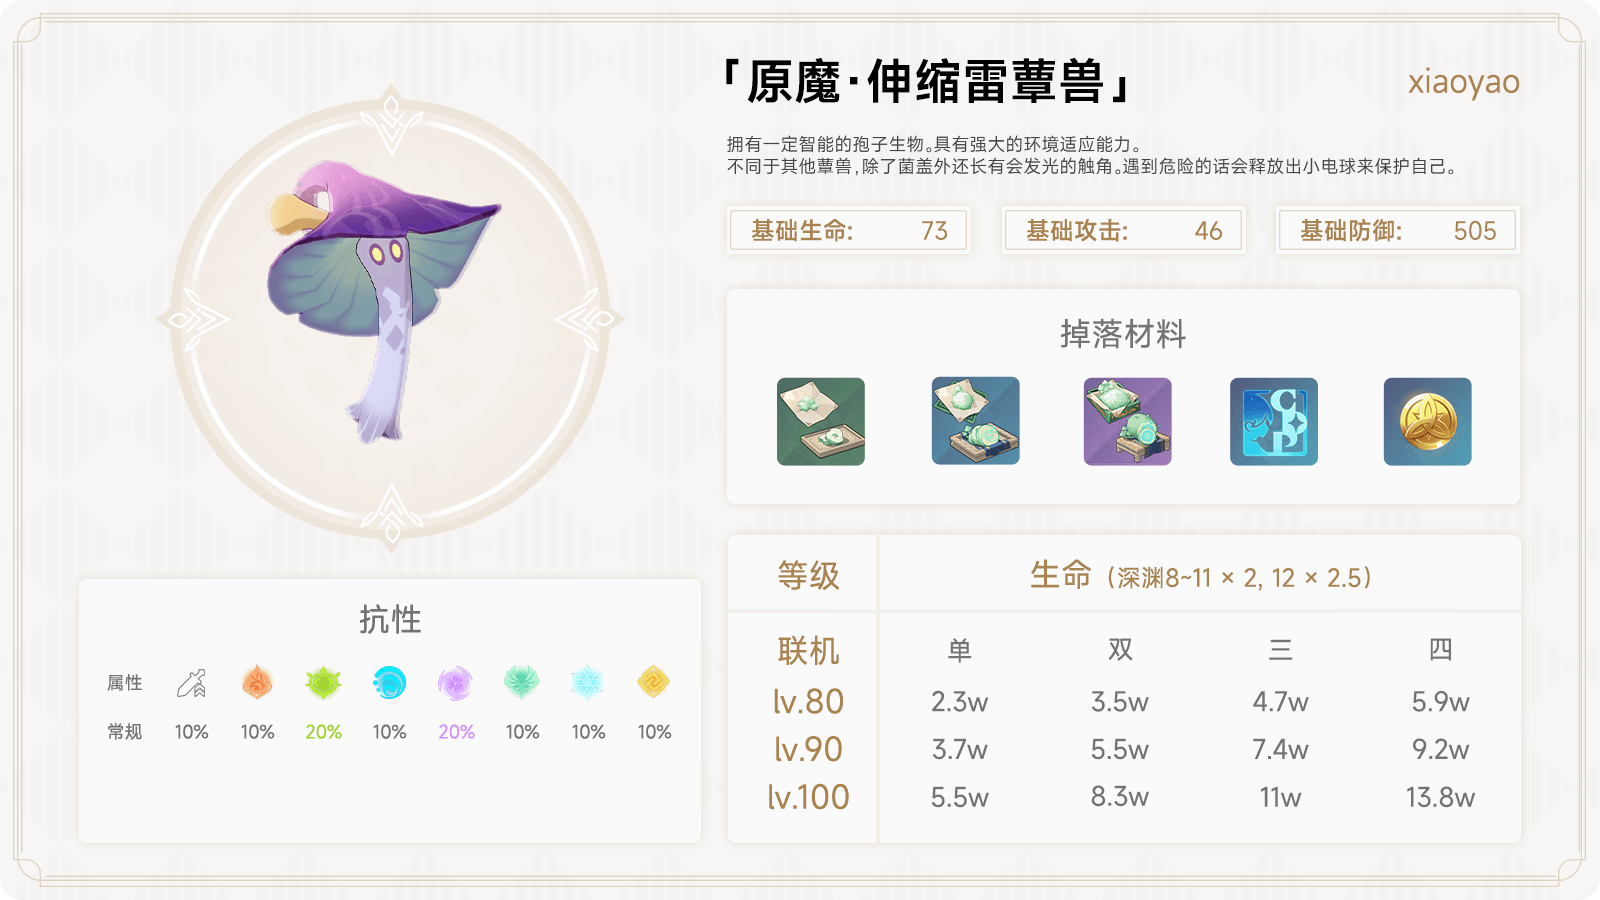 「原魔·伸缩雷蕈兽」
xiaoyao
拥有一定智能的孢子生物。具有强大的环境适应能力。
不同于其他蕈兽,除了菌盖外还长有会发光的触角。遇到危险的话会释放出小电球来保护自己。
基础生命: 73
基础攻击: 46
基础防御: 505
掉落材料
抗性
属性
常规 10% 10% 20% 10% 20% 10% 10% 10%
等级 生命 (深渊8~11 × 2, 12 × 2.5)
联机 单 双 三 四
lv.80 2.3w 3.5w 4.7w 5.9w
lv.90 3.7w 5.5w 7.4w 9.2w
lv.100 5.5w 8.3w 11w 13.8w